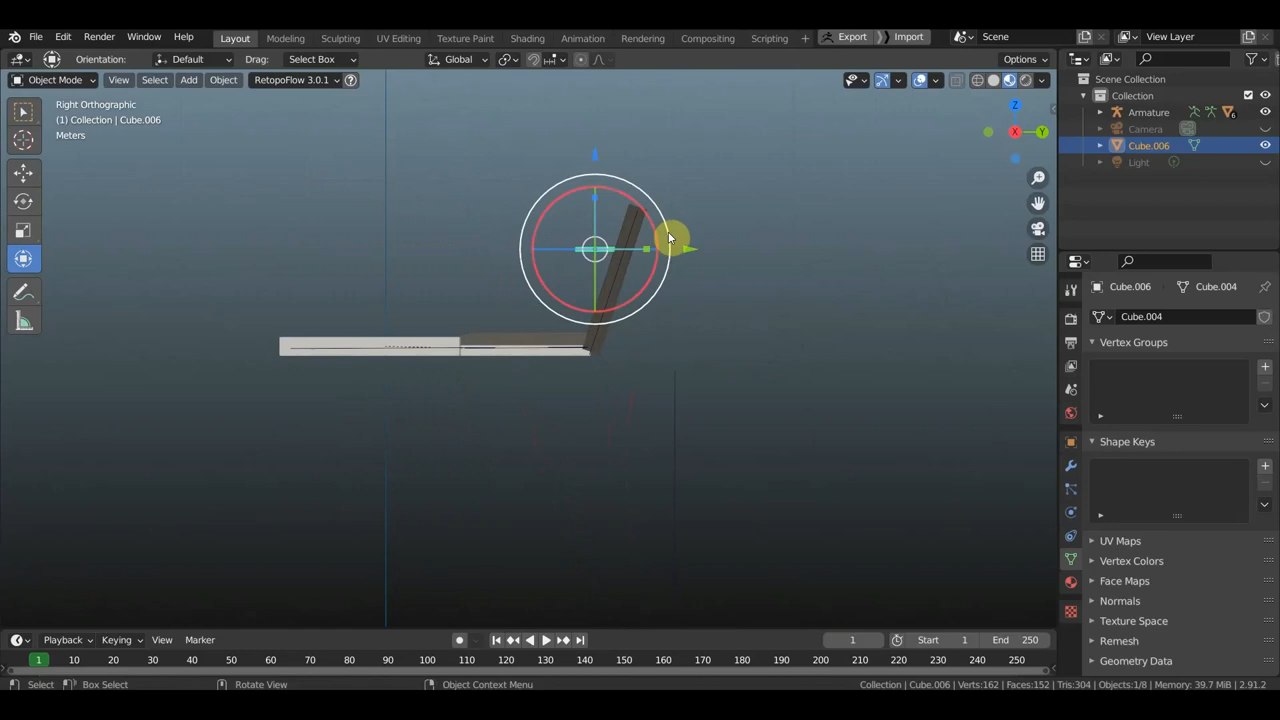 File Edit Render Window Help Layout Modeling Sculpting UV Editing Texture Paint Shading Animation Rendering Compositing Scripting + Export Import Scene View Layer
Orientation: Default Drag: Select Box Global Options
Object Mode View Select Add Object RetopoFlow 3.0.1
Right Orthographic
(1) Collection | Cube.006
Meters
Z
X
Y
Scene Collection
Collection
Armature 6
Camera
Cube.006
Light
Cube.006 Cube.004
Cube.004
Vertex Groups
Shape Keys
UV Maps
Vertex Colors
Face Maps
Normals
Texture Space
Remesh
Geometry Data
Playback Keying View Marker 1 Start 1 End 250
1 10 20 30 40 50 60 70 80 90 100 110 120 130 140 150 160 170 180 190 200 210 220 230 240 250
Select Box Select Rotate View Object Context Menu Collection | Cube.006 | Verts:162 | Faces:152 | Tris:304 | Objects:1/8 | Memory: 39.7 MiB | 2.91.2